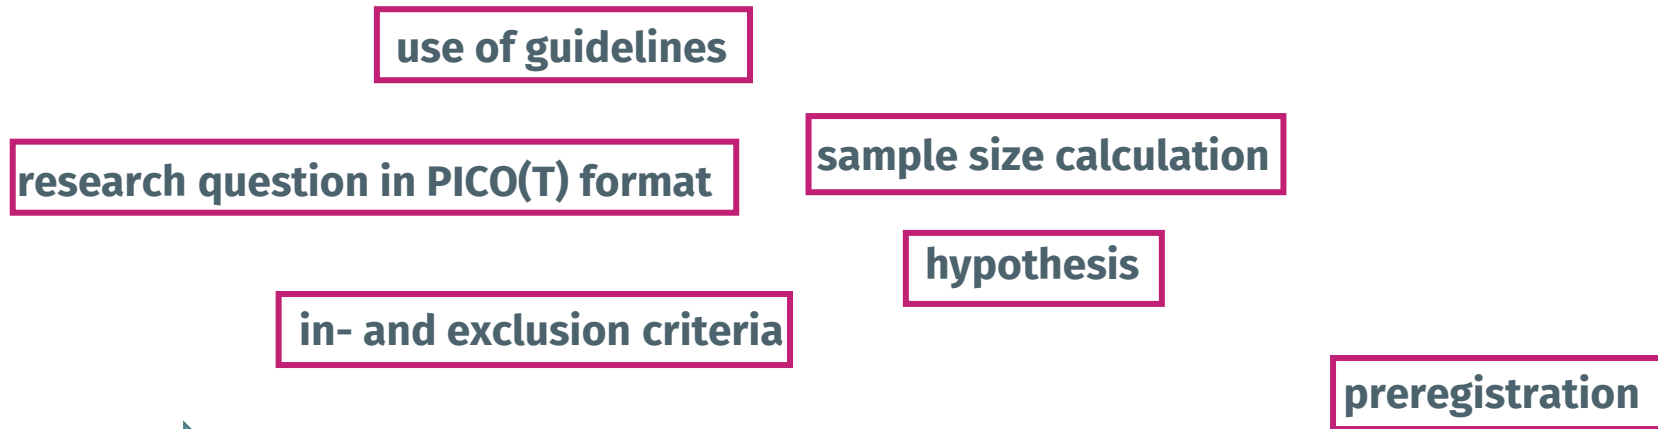 use of guidelines
sample size calculation
research question in PICO(T) format
hypothesis
in- and exclusion criteria
preregistration